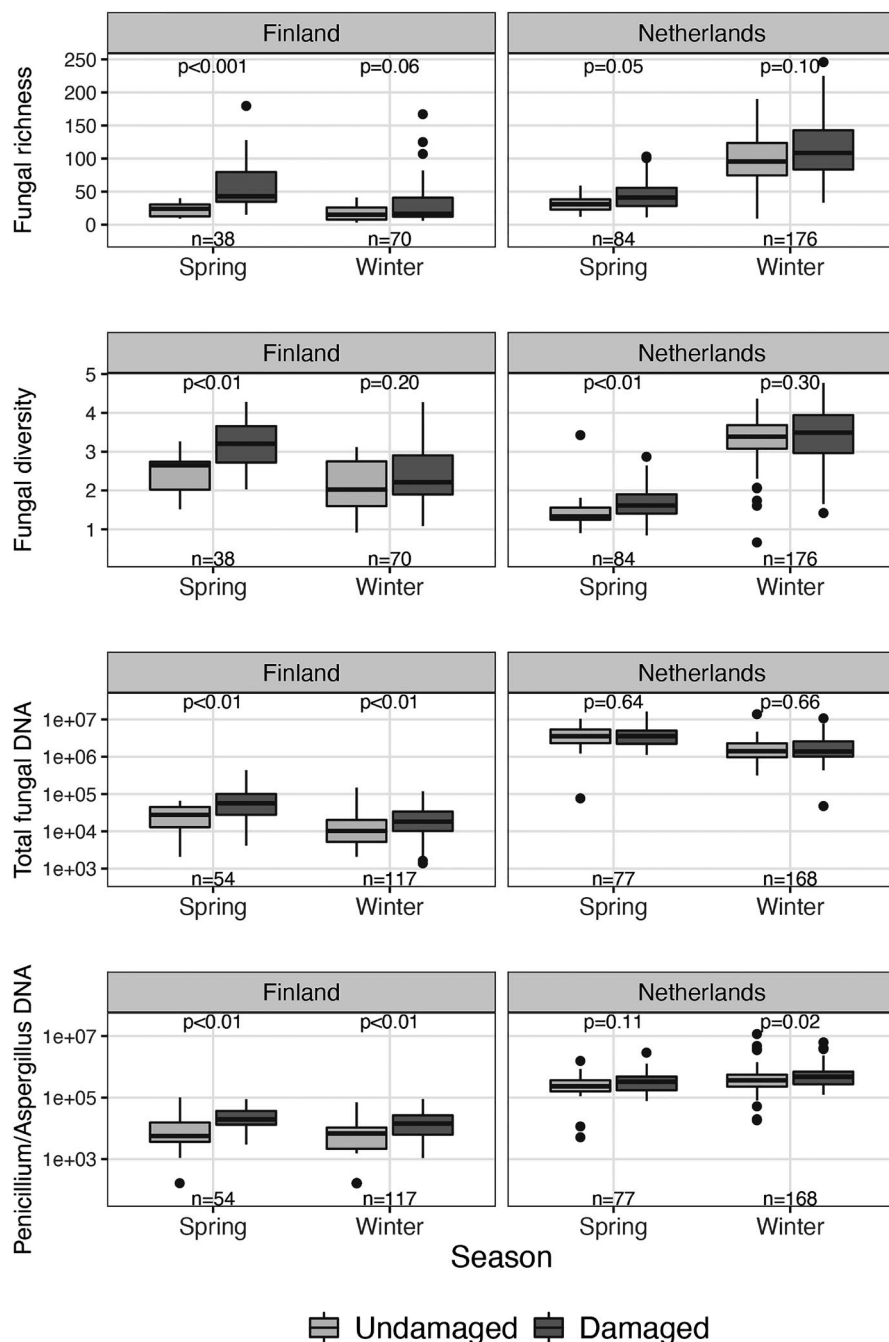 Finland Netherlands
Fungal richness
250
200
150
100
50
0
p<0.001 p=0.06 p=0.05 p=0.10
n=38 n=70 n=84 n=176
Spring Winter Spring Winter
Finland Netherlands
Fungal diversity
5
4
3
2
1
p<0.01 p=0.20 p<0.01 p=0.30
n=38 n=70 n=84 n=176
Spring Winter Spring Winter
Finland Netherlands
Total fungal DNA
1e+07
1e+06
1e+05
1e+04
1e+03
p<0.01 p<0.01 p=0.64 p=0.66
n=54 n=117 n=77 n=168
Spring Winter Spring Winter
Finland Netherlands
Penicillium/Aspergillus DNA
1e+07
1e+05
1e+03
p<0.01 p<0.01 p=0.11 p=0.02
n=54 n=117 n=77 n=168
Spring Winter Spring Winter
Season
Undamaged Damaged